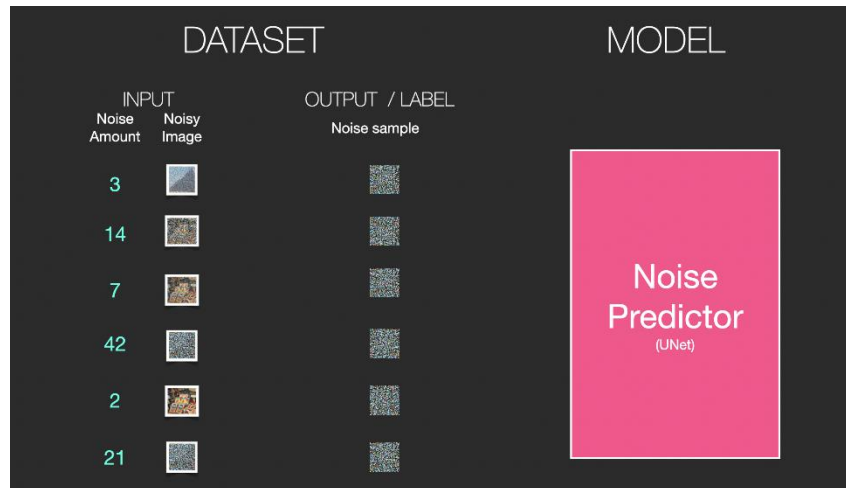 DATASET
MODEL
INPUT
OUTPUT / LABEL
Noise Amount
Noisy Image
Noise sample
3
14
7
42
2
21
Noise
Predictor
(UNet)